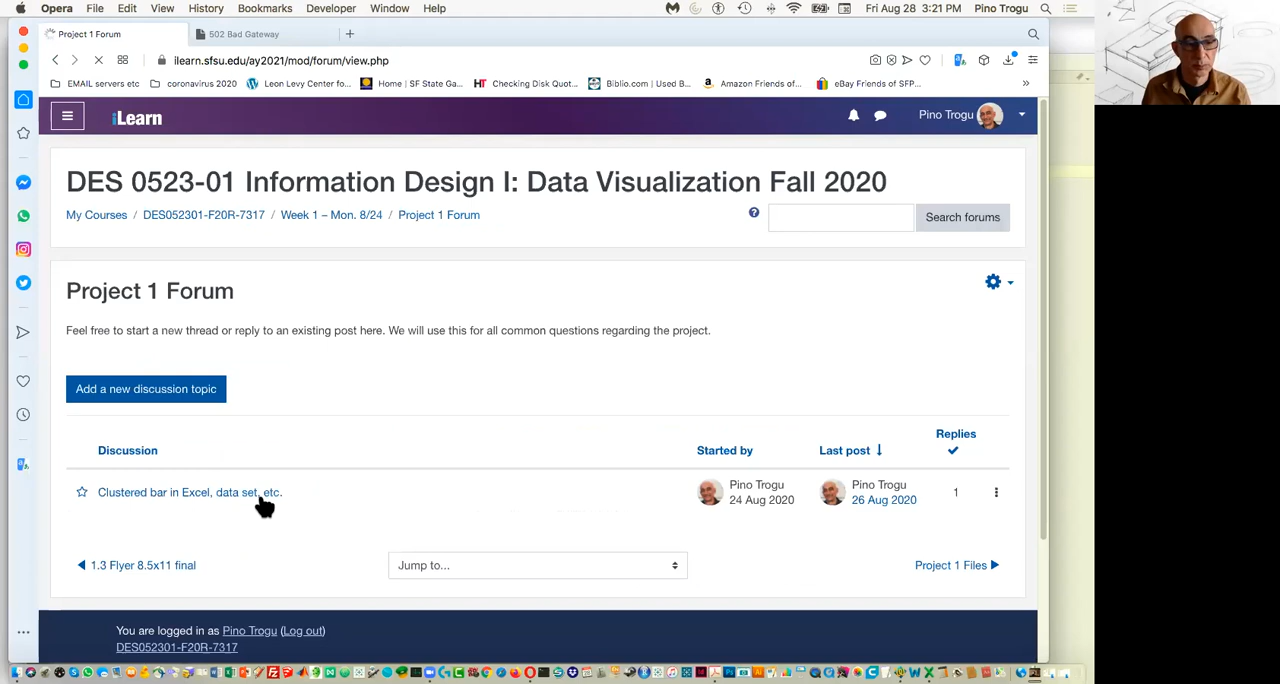 Opera File Edit View History Bookmarks Developer Window Help Fri Aug 28 3:21 PM Pino Trogu
Project 1 Forum 502 Bad Gateway
ilearn.sfsu.edu/ay2021/mod/forum/view.php
EMAIL servers etc coronavirus 2020 Leon Levy Center fo... Home | SF State Ga... HT Checking Disk Quot... Biblio.com | Used B... Amazon Friends of... eBay Friends of SFP...
iLearn Pino Trogu
DES 0523-01 Information Design I: Data Visualization Fall 2020
My Courses / DES052301-F20R-7317 / Week 1 – Mon. 8/24 / Project 1 Forum
Search forums
Project 1 Forum
Feel free to start a new thread or reply to an existing post here. We will use this for all common questions regarding the project.
Add a new discussion topic
Discussion Started by Last post Replies
Clustered bar in Excel, data set, etc. Pino Trogu 24 Aug 2020 Pino Trogu 26 Aug 2020 1
1.3 Flyer 8.5x11 final Jump to... Project 1 Files
You are logged in as Pino Trogu (Log out)
DES052301-F20R-7317